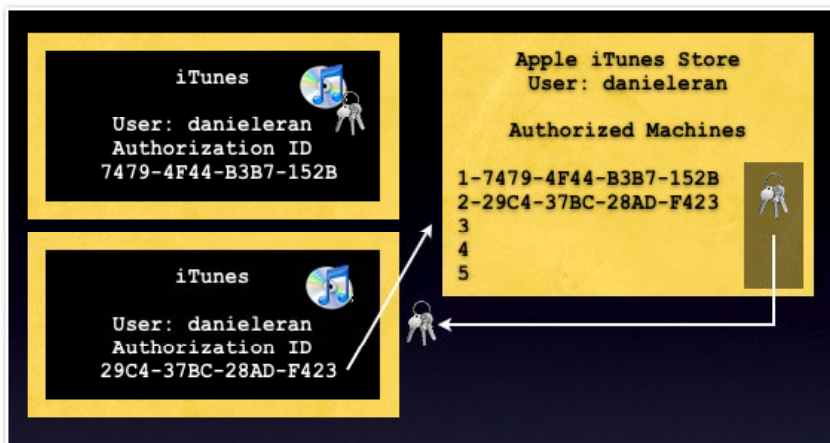 iTunes
User: danieleran
Authorization ID
7479-4F44-B3B7-152B
iTunes
User: danieleran
Authorization ID
29C4-37BC-28AD-F423
Apple iTunes Store
User: danieleran
Authorized Machines
1-7479-4F44-B3B7-152B
2-29C4-37BC-28AD-F423
3
4
5